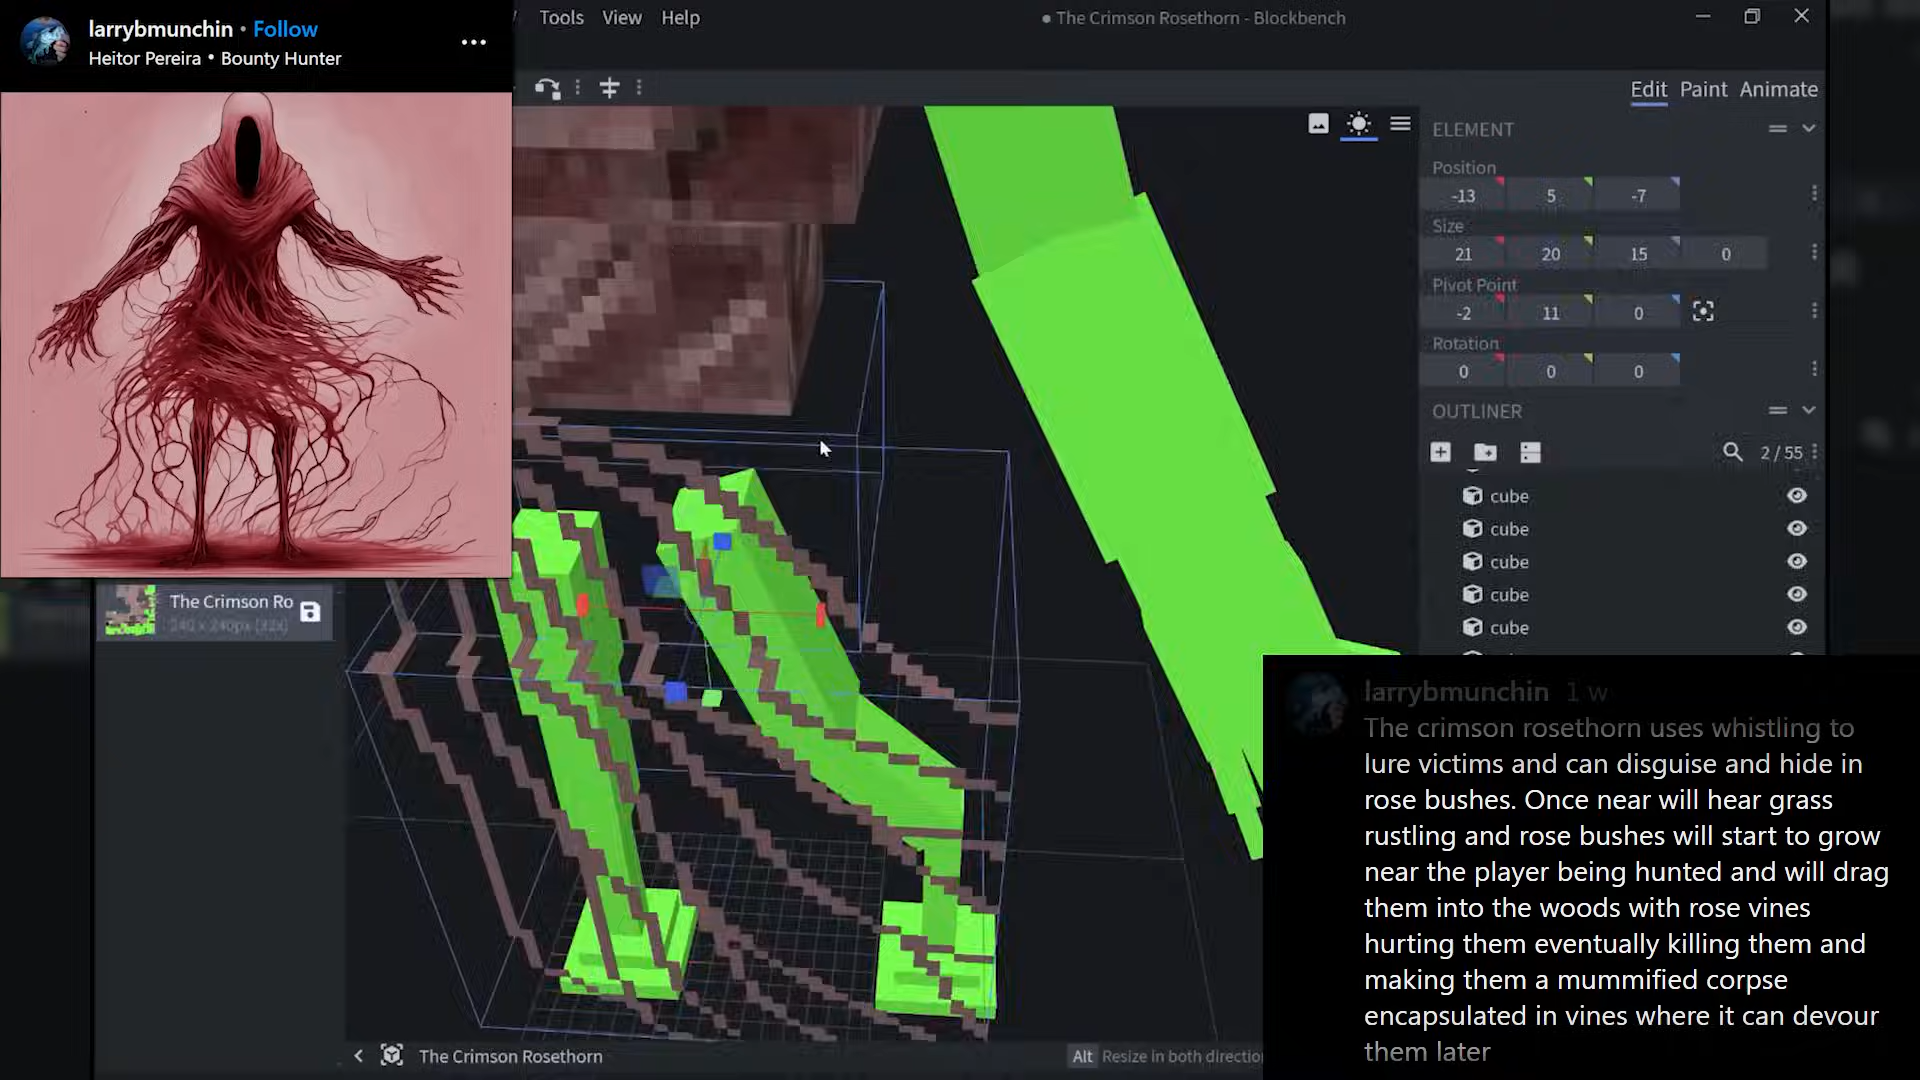 larrybmunchin • Follow
Heitor Pereira • Bounty Hunter
Tools View Help
The Crimson Rosethorn - Blockbench
Edit Paint Animate
ELEMENT
Position
-13 5 -7
Size
21 20 15 0
Pivot Point
-2 11 0
Rotation
0 0 0
OUTLINER
2 / 55
cube
cube
cube
cube
cube
The Crimson Ro
240 x 240px (32x)
larrybmunchin 1 w
The crimson rosethorn uses whistling to
lure victims and can disguise and hide in
rose bushes. Once near will hear grass
rustling and rose bushes will start to grow
near the player being hunted and will drag
them into the woods with rose vines
hurting them eventually killing them and
making them a mummified corpse
encapsulated in vines where it can devour
them later
The Crimson Rosethorn
Alt Resize in both directio